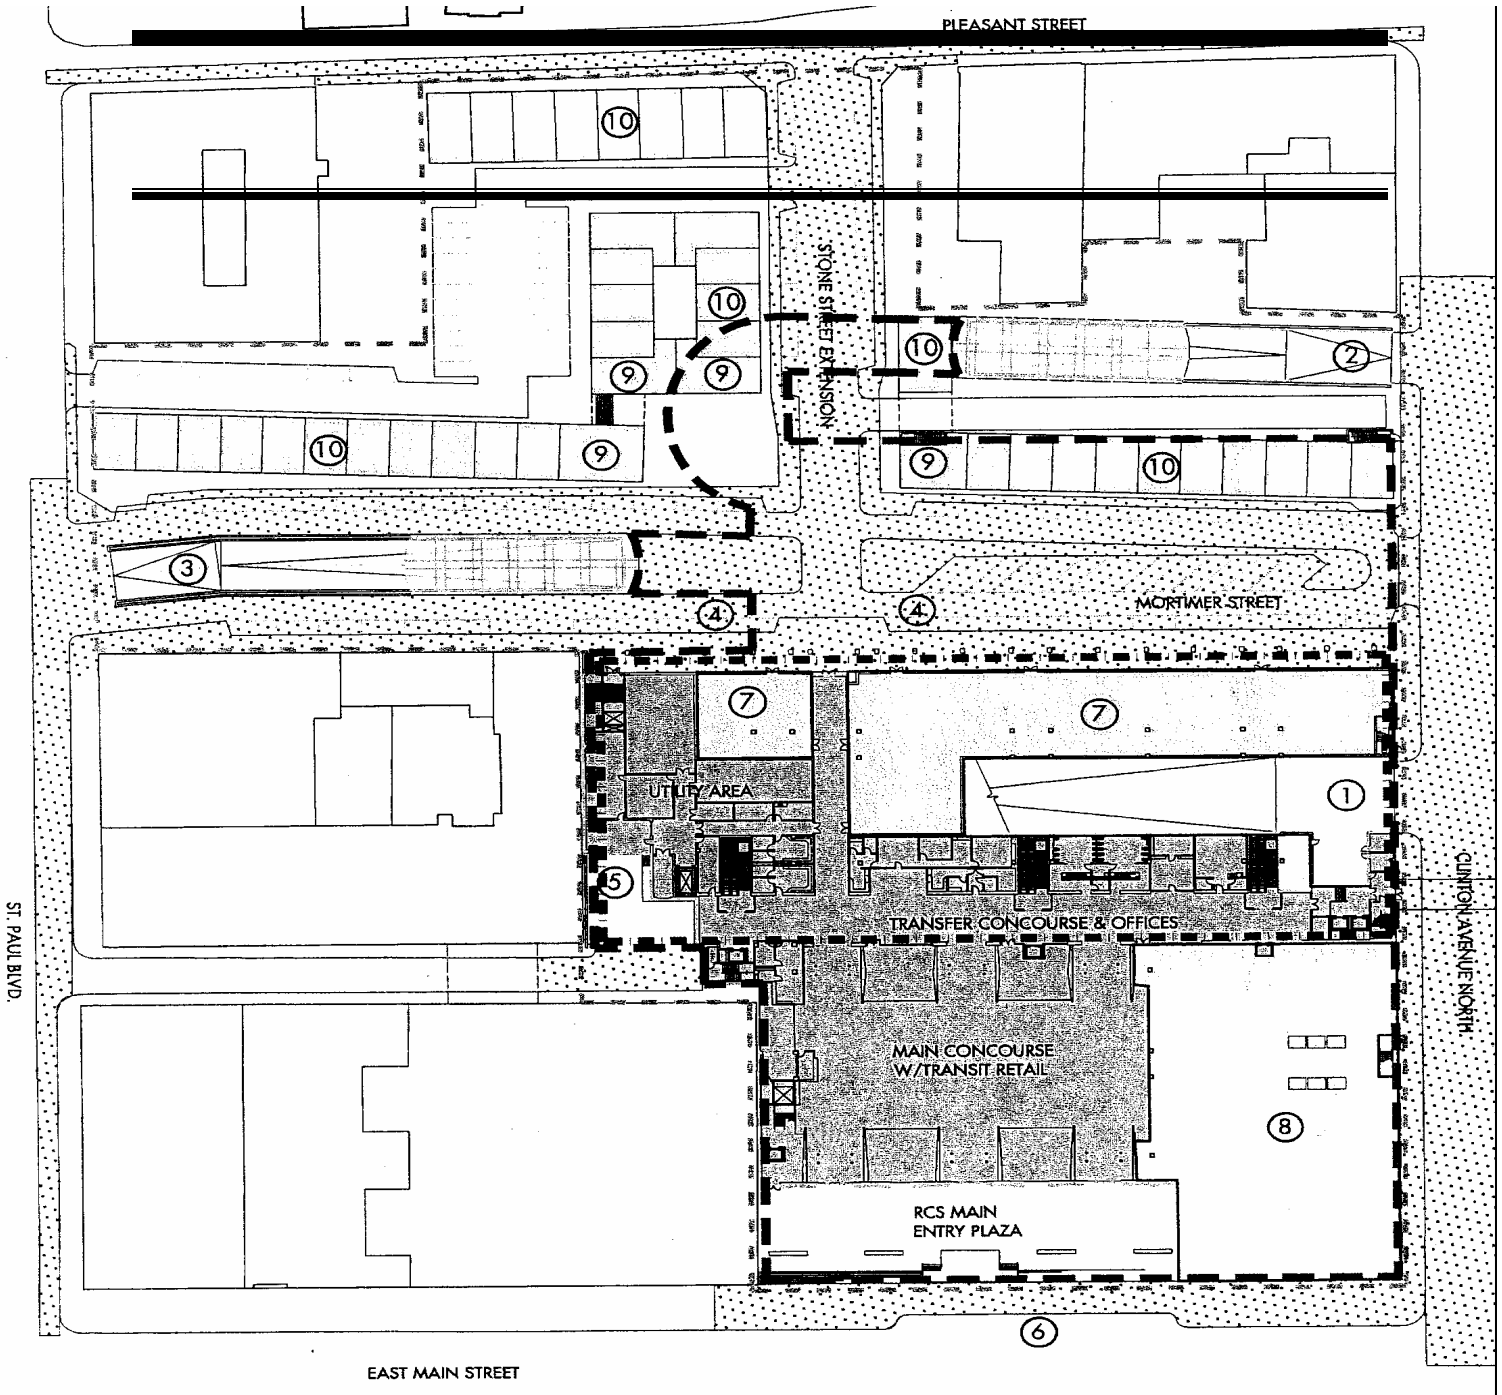 PLEASANT STREET
10
STONE STREET EXTENSION
10
10
2
9
9
10
9
9
10
3
4
4
MORTIMER STREET
7
7
UTILITY AREA
1
5
TRANSFER CONCOURSE & OFFICES
CLINTON AVENUE NORTH
ST. PAUL BLVD.
MAIN CONCOURSE
W/TRANSIT RETAIL
8
RCS MAIN
ENTRY PLAZA
6
EAST MAIN STREET